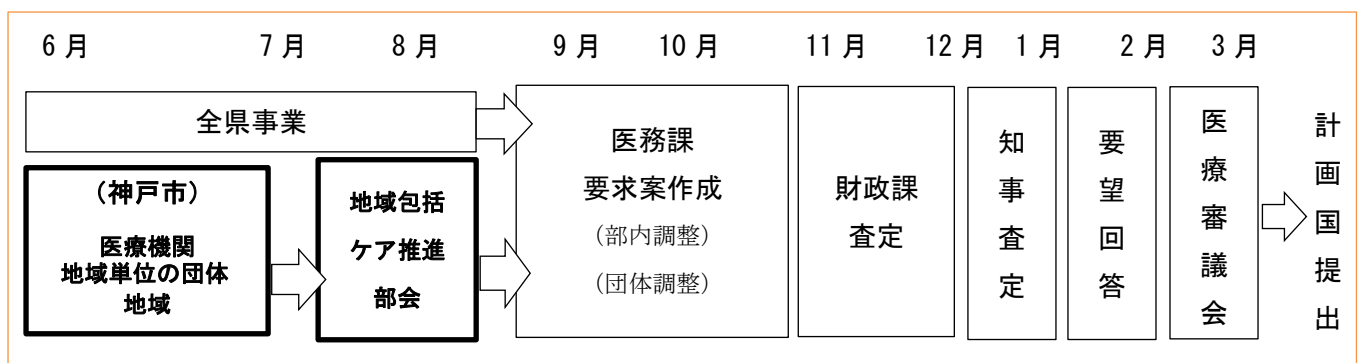 6月 7月 8月 9月 10月 11月 12月 1月 2月 3月
全県事業
(神戸市)
医療機関
地域単位の団体
地域
地域包括
ケア推進
部会
医務課
要求案作成
(部内調整)
(団体調整)
財政課
査定
知事査定
要望回答
医療審議会
計画国提出